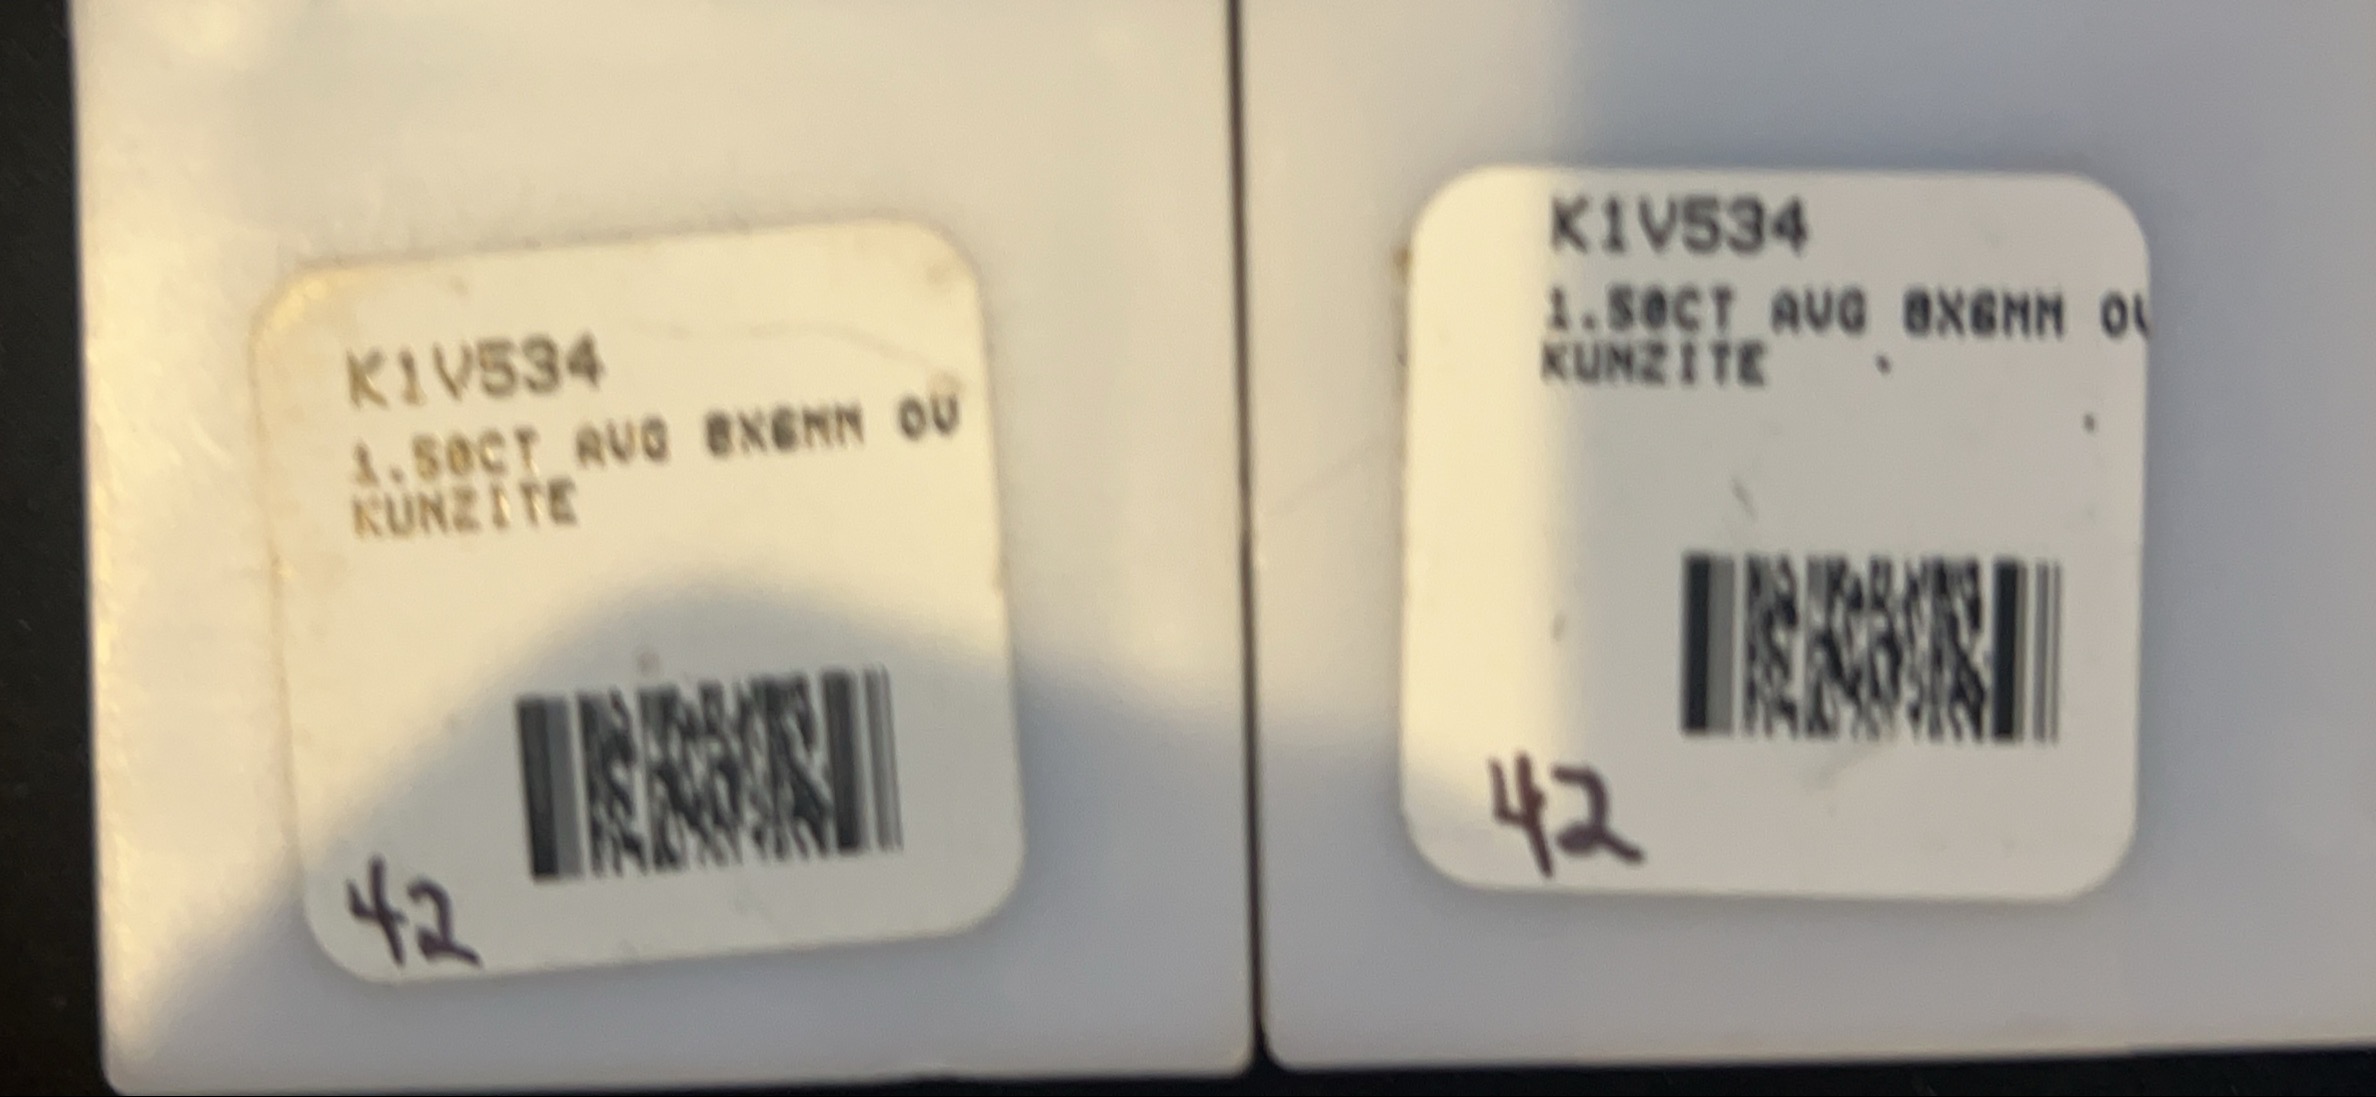 K1V534
1.50CT AVG 8X6MM OV
KUNZITE
42
K1V534
1.50CT AVG 8X6MM OV
KUNZITE
42